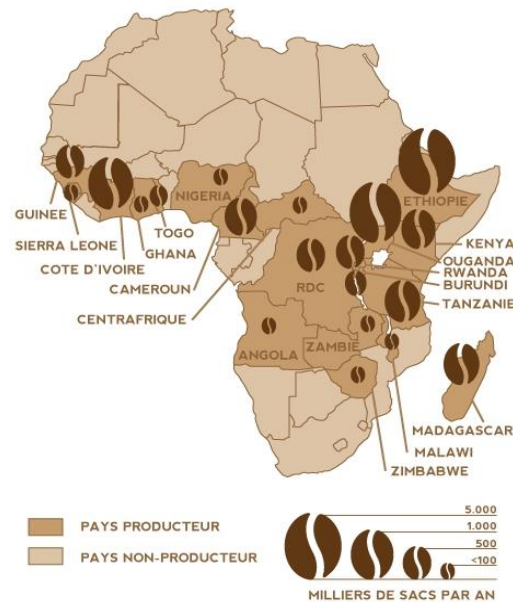 NIGERIA
ETHIOPIE
GUINEE
TOGO
KENYA
SIERRA LEONE
GHANA
OUGANDA
COTE D'IVOIRE
RWANDA
CAMEROUN
RDC
BURUNDI
CENTRAFRIQUE
TANZANIE
ANGOLA
ZAMBIE
MADAGASCAR
MALAWI
ZIMBABWE
PAYS PRODUCTEUR
PAYS NON-PRODUCTEUR
5.000
1.000
500
<100
MILLIERS DE SACS PAR AN